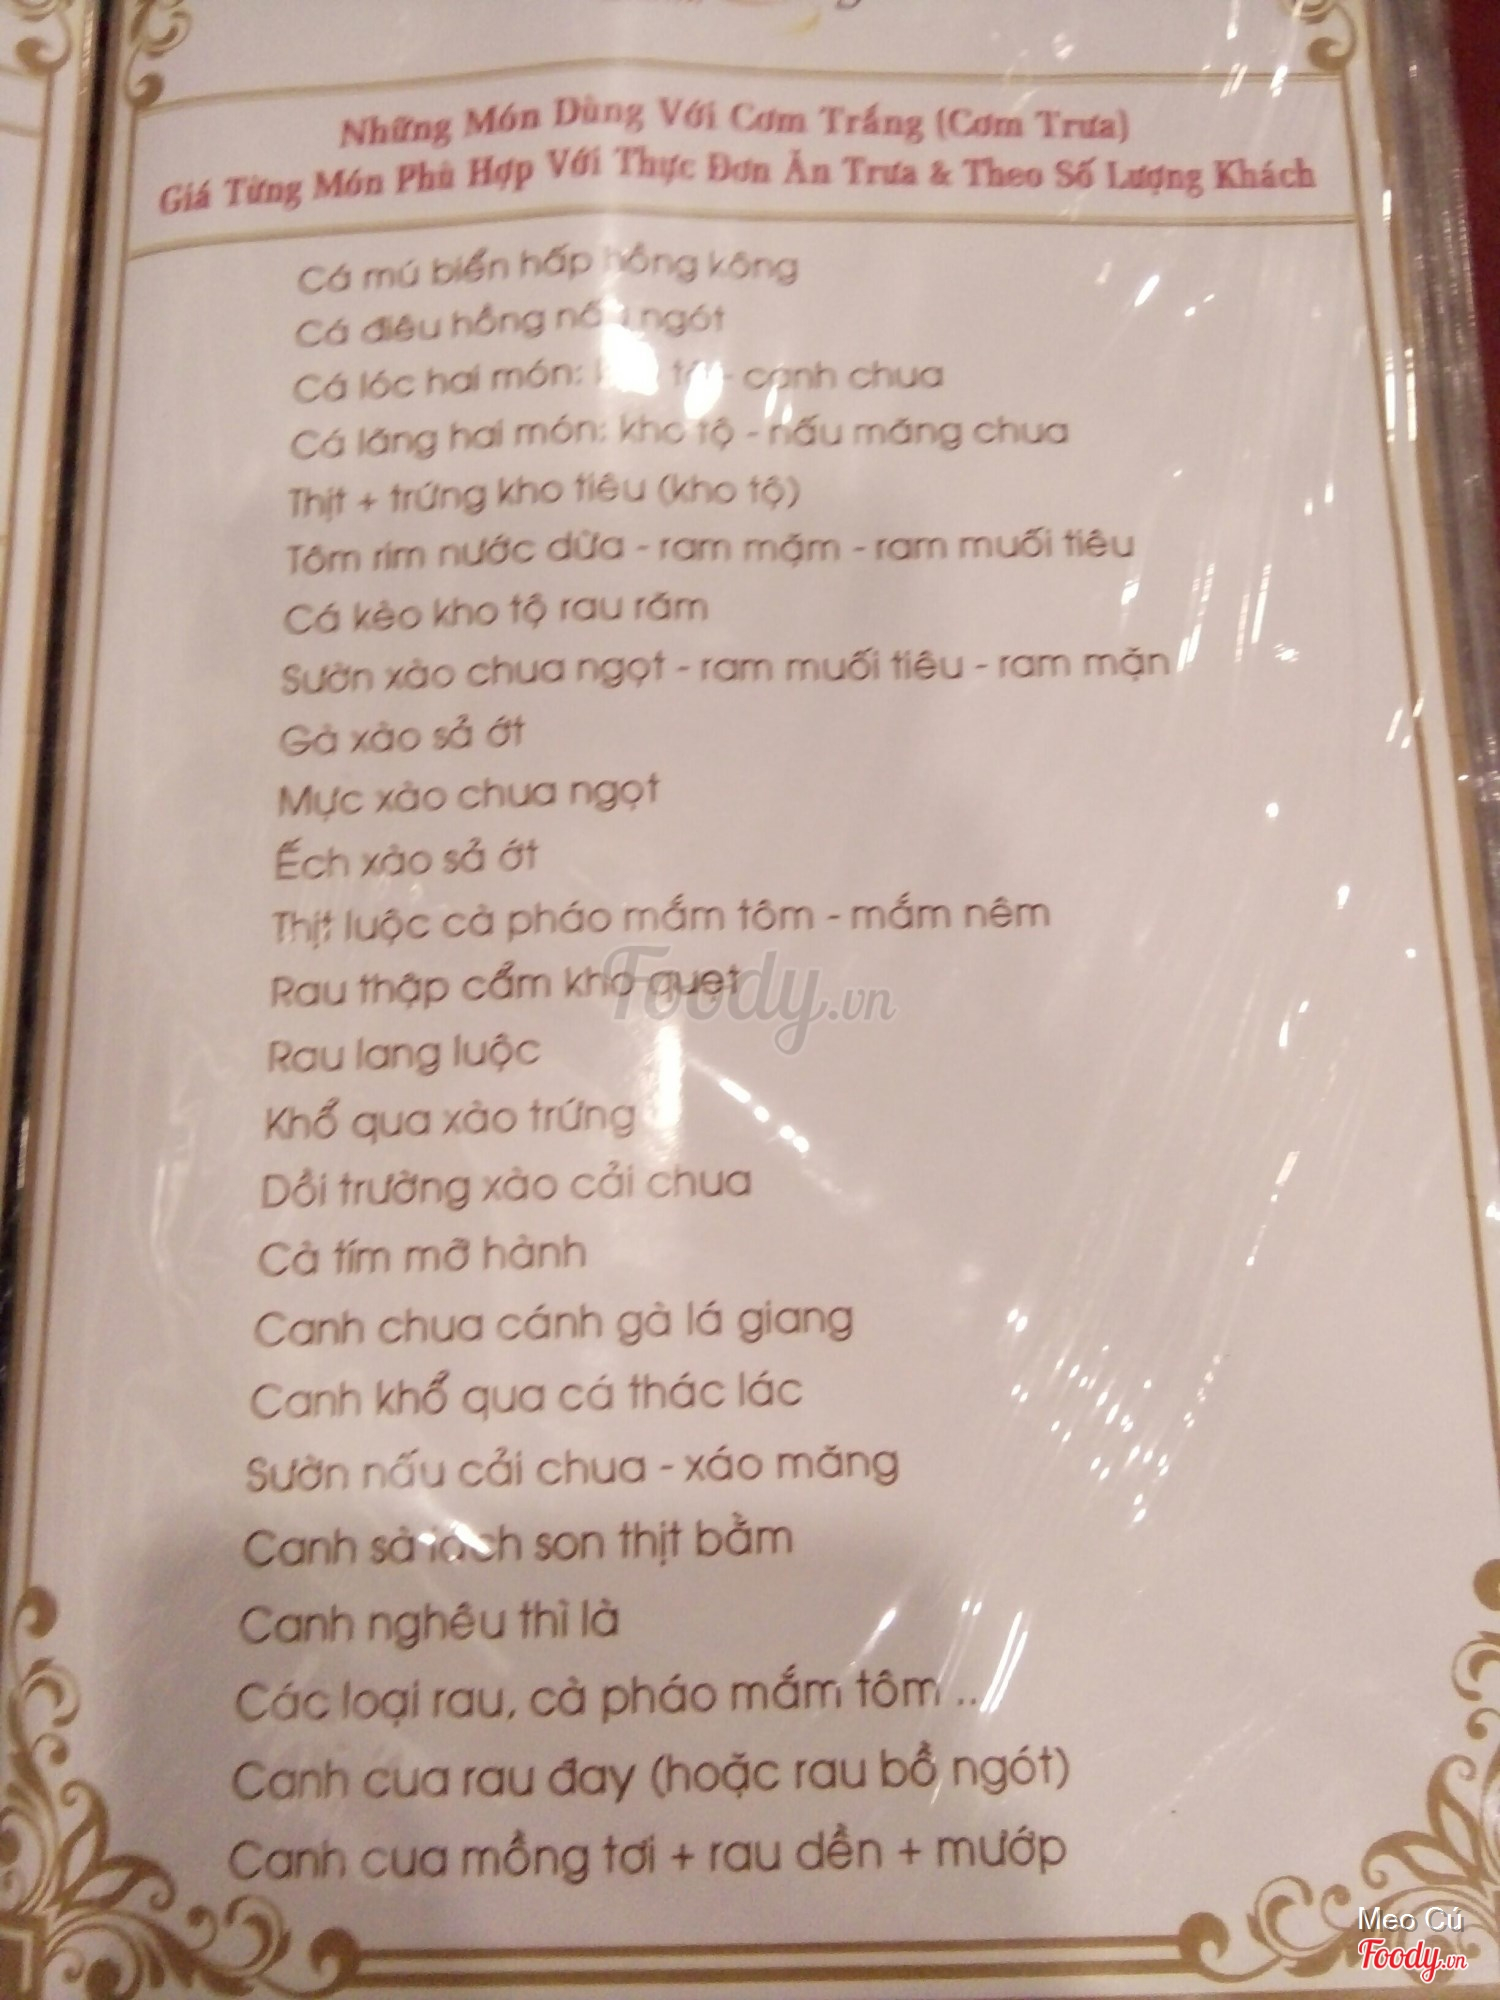 Những Món Dùng Với Cơm Trắng (Cơm Trưa)
Giá Từng Món Phù Hợp Với Thực Đơn Ăn Trưa & Theo Số Lượng Khách
Cá mú biển hấp hồng kông
Cá điêu hồng nấu ngót
Cá lóc hai món: - canh chua
Cá lăng hai món: kho tộ - nấu măng chua
Thịt + trứng kho tiêu (kho tộ)
Tôm rim nước dừa - ram mặm - ram muối tiêu
Cá kèo kho tộ rau răm
Sườn xào chua ngọt - ram muối tiêu - ram mặn
Gà xào sả ớt
Mực xào chua ngọt
Ếch xào sả ớt
Thịt luộc cà pháo mắm tôm - mắm nêm
Rau thập cẩm kho quẹt
Rau lang luộc
Khổ qua xào trứng
Dồi trường xào cải chua
Cà tím mỡ hành
Canh chua cánh gà lá giang
Canh khổ qua cá thác lác
Sườn nấu cải chua - xáo măng
Canh sà lách son thịt bằm
Canh nghêu thì là
Các loại rau, cà pháo mắm tôm ...
Canh cua rau đay (hoặc rau bồ ngót)
Canh cua mồng tơi + rau dền + mướp
Foody.vn
Meo Cú
Foody.vn